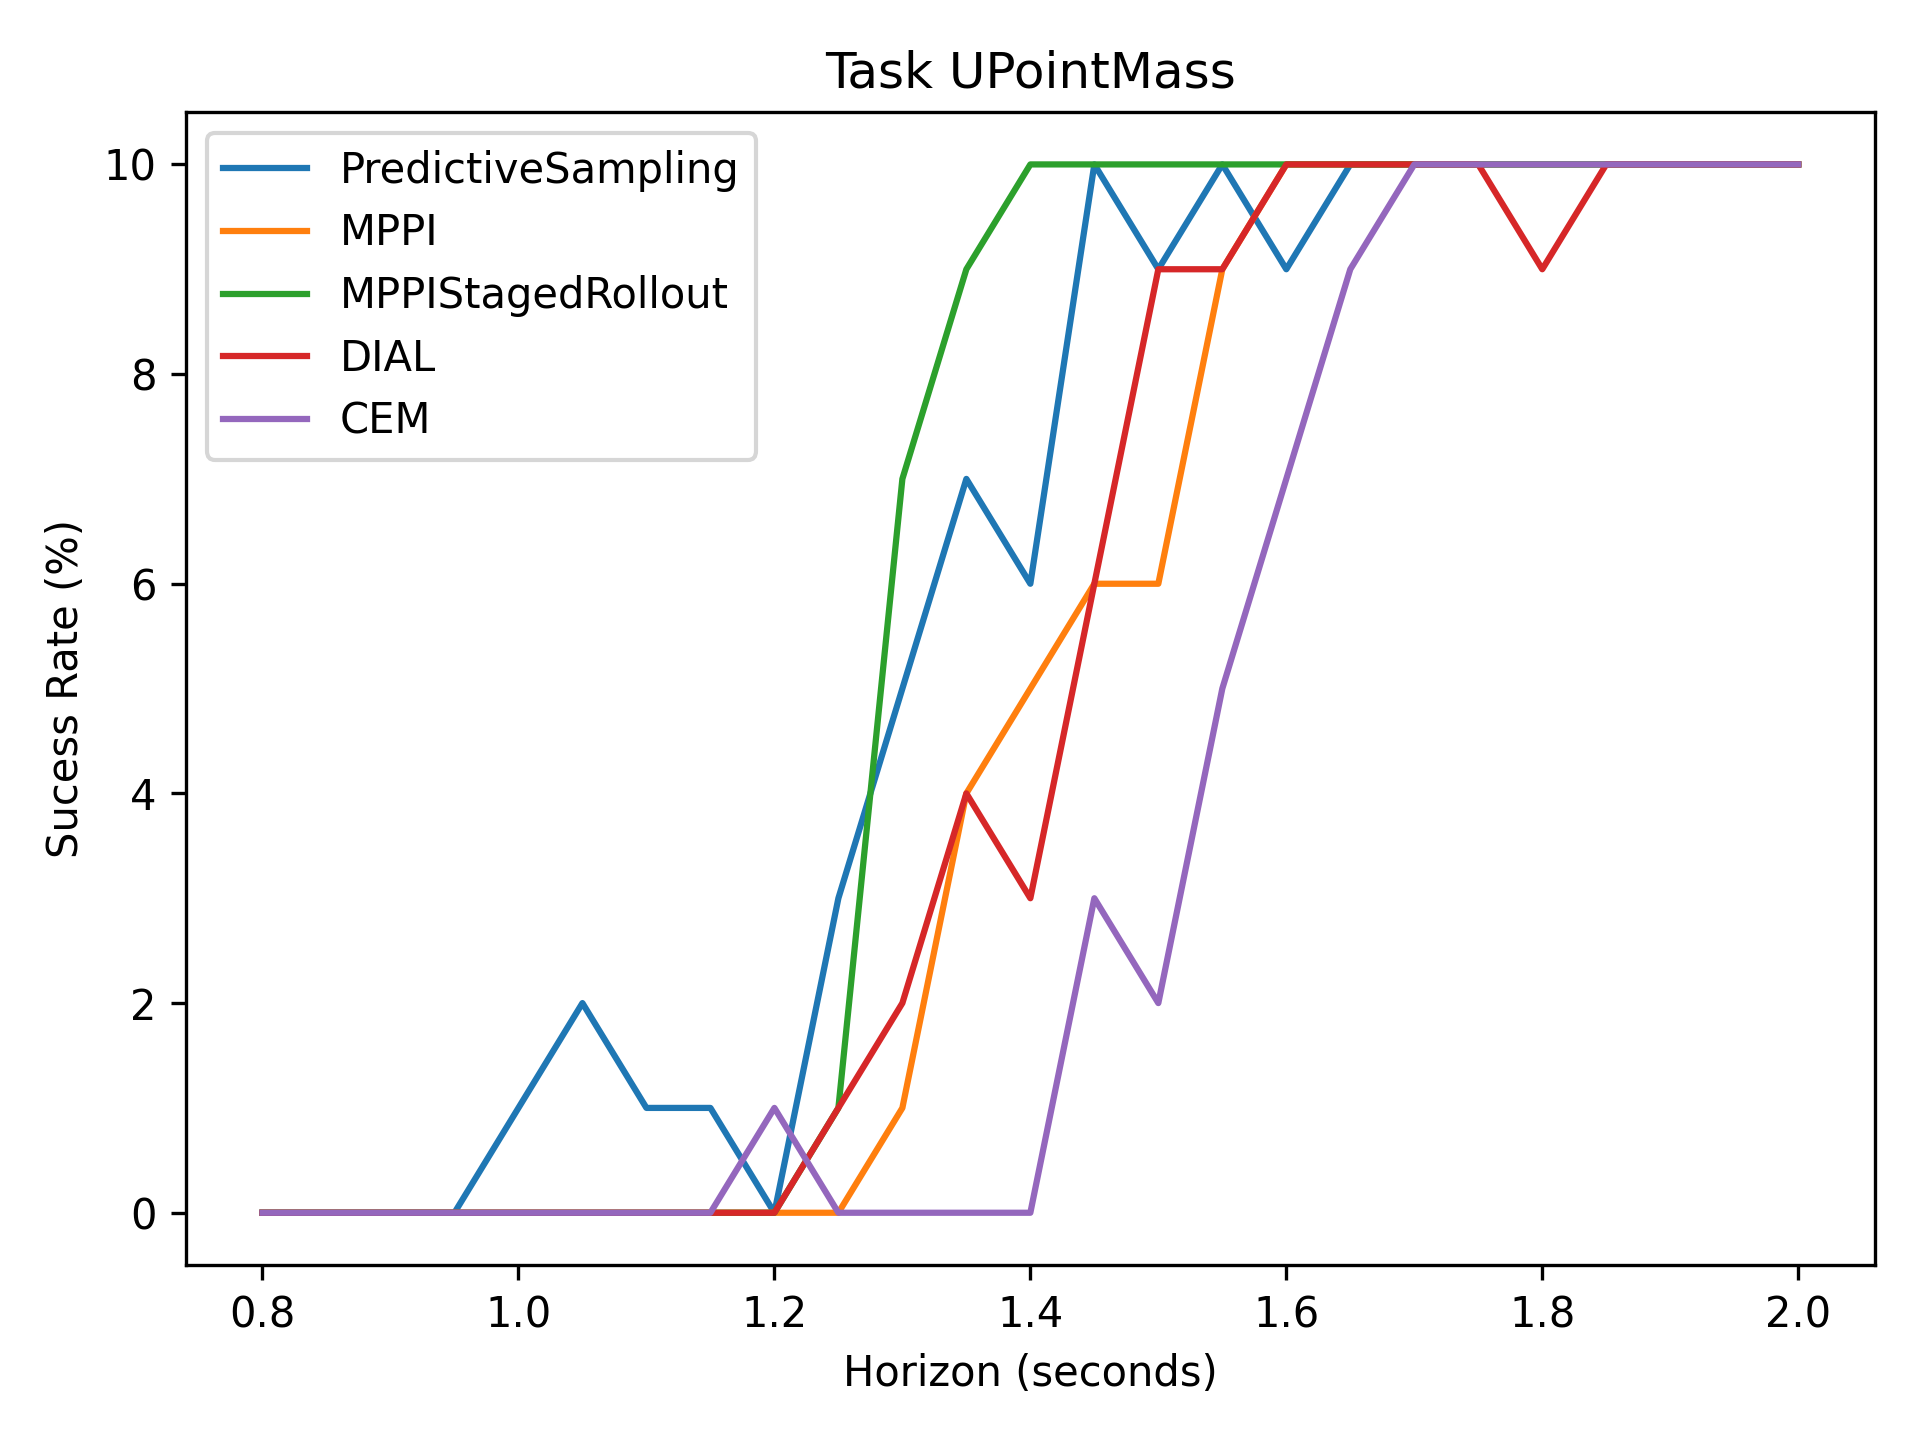 Task UPointMass
PredictiveSampling
MPPI
MPPIStagedRollout
DIAL
CEM
Sucess Rate (%)
10
8
6
4
2
0
0.8 1.0 1.2 1.4 1.6 1.8 2.0
Horizon (seconds)